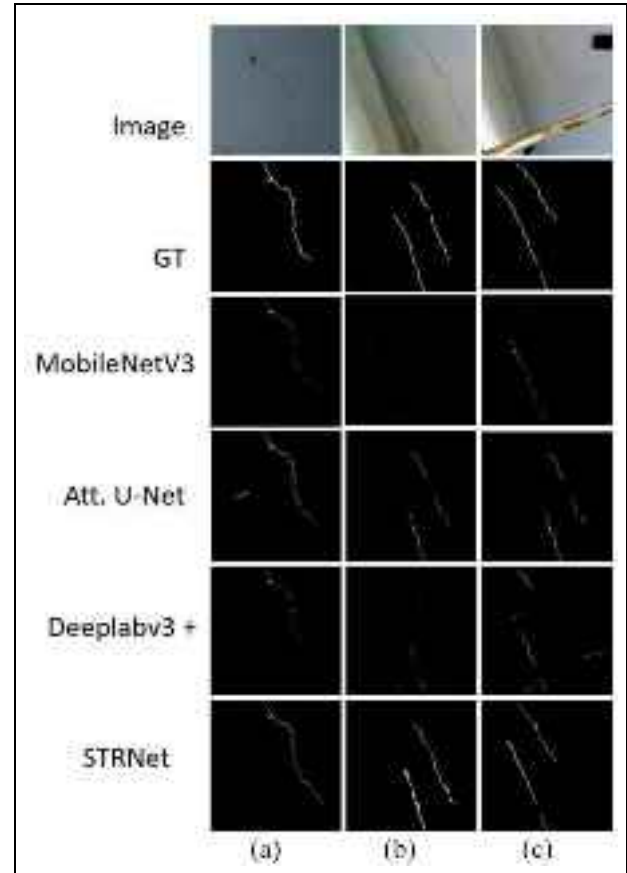 Image
GT
MobileNetV3
Att. U-Net
Deeplabv3 +
STRNet
(a) (b) (c)